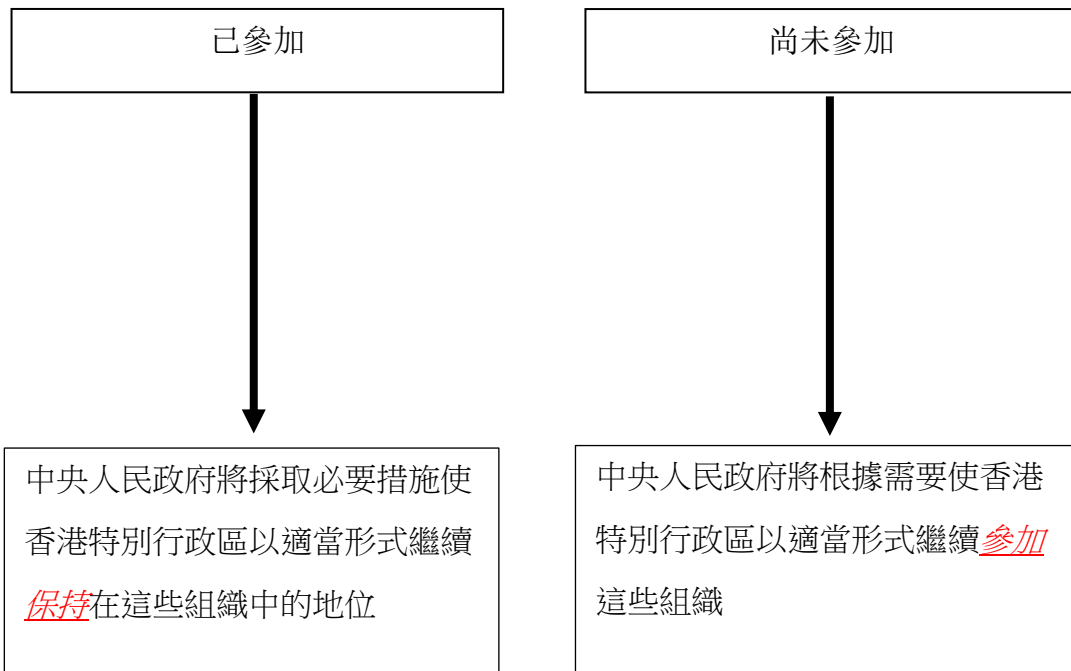 已參加
尚未參加
中央人民政府將採取必要措施使
香港特別行政區以適當形式繼續
保持在這些組織中的地位
中央人民政府將根據需要使香港
特別行政區以適當形式繼續參加
這些組織